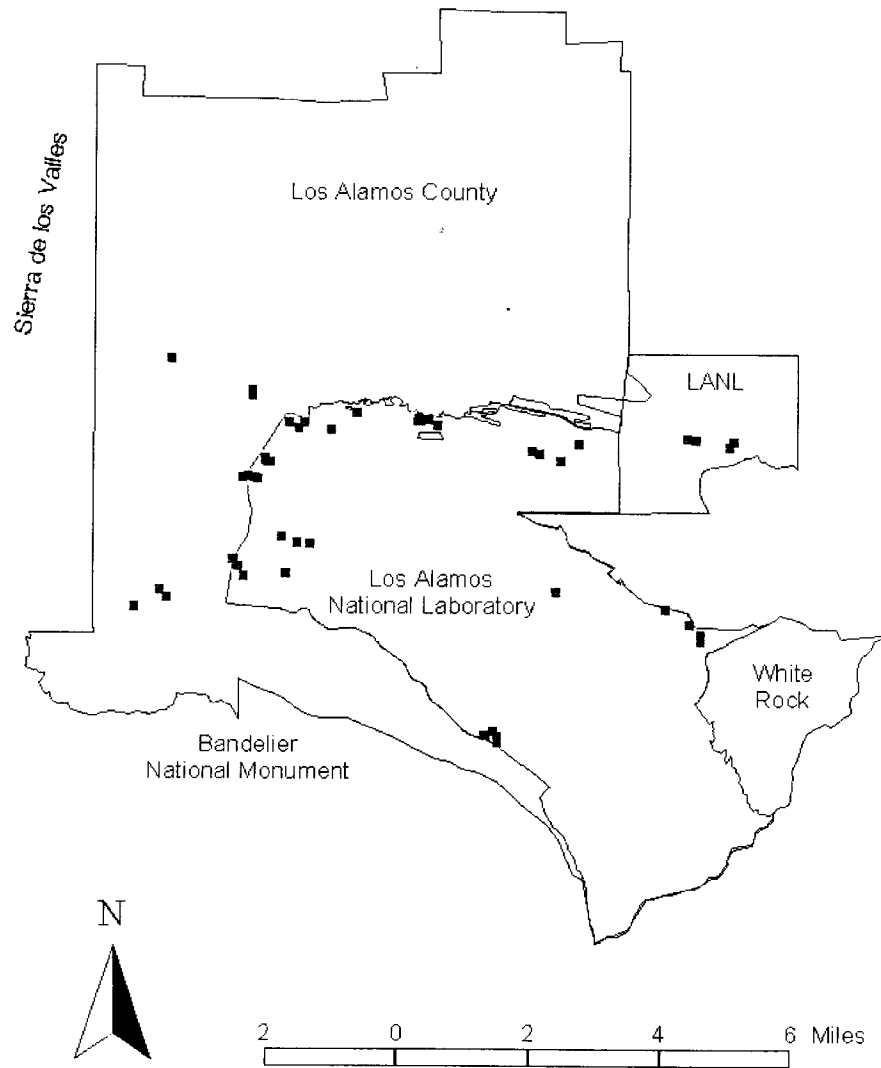 Sierra de los Valles
Los Alamos County
LANL
Los Alamos
National Laboratory
White
Rock
Bandelier
National Monument
N
2 0 2 4 6 Miles